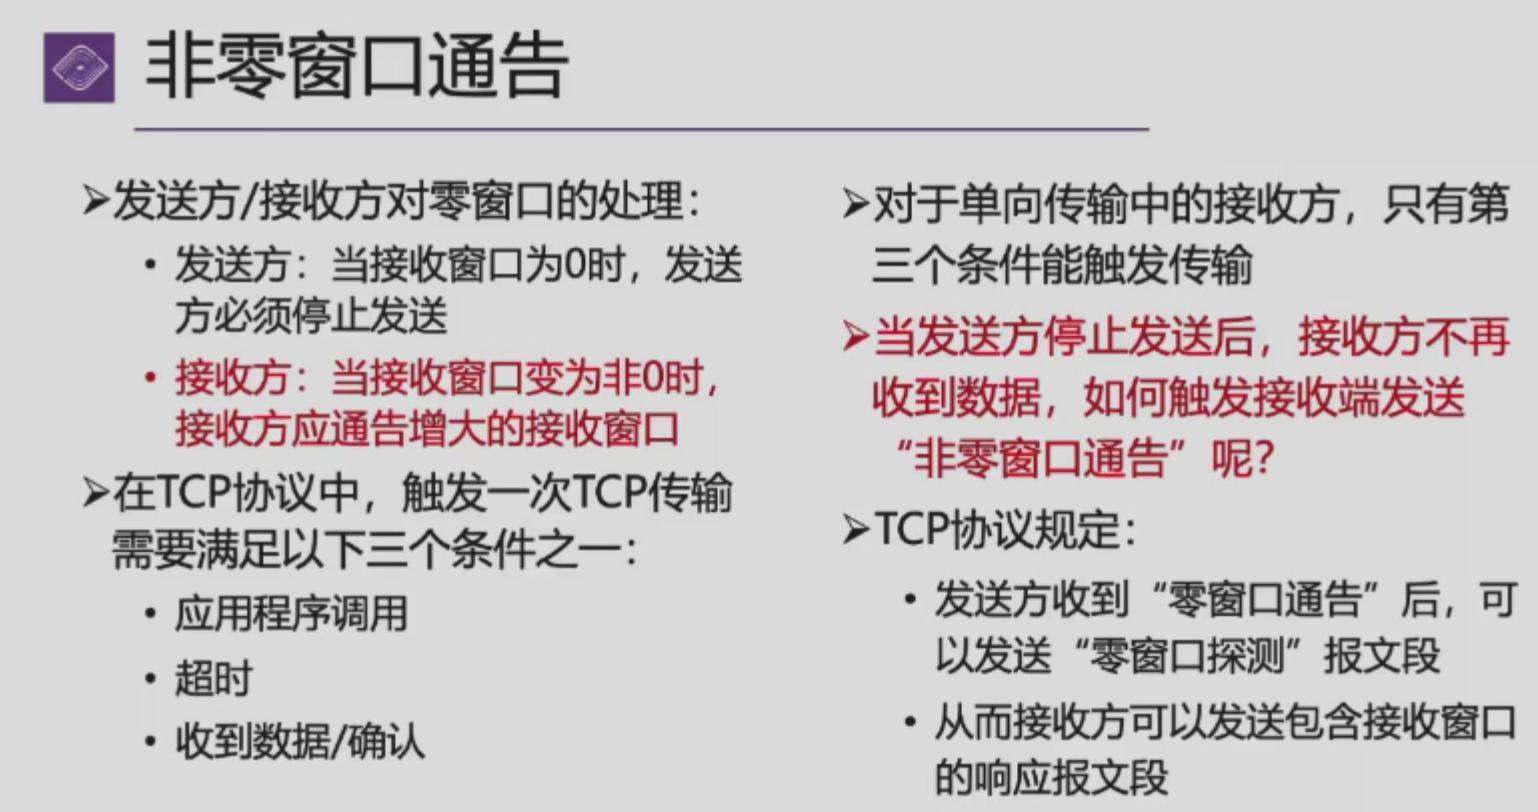 非零窗口通告
➢发送方/接收方对零窗口的处理：
• 发送方：当接收窗口为0时，发送
方必须停止发送
• 接收方：当接收窗口变为非0时，
接收方应通告增大的接收窗口
➢在TCP协议中，触发一次TCP传输
需要满足以下三个条件之一：
• 应用程序调用
• 超时
• 收到数据/确认
➢对于单向传输中的接收方，只有第
三个条件能触发传输
➢当发送方停止发送后，接收方不再
收到数据，如何触发接收端发送
“非零窗口通告”呢？
➢TCP协议规定：
• 发送方收到“零窗口通告”后，可
以发送“零窗口探测”报文段
• 从而接收方可以发送包含接收窗口
的响应报文段